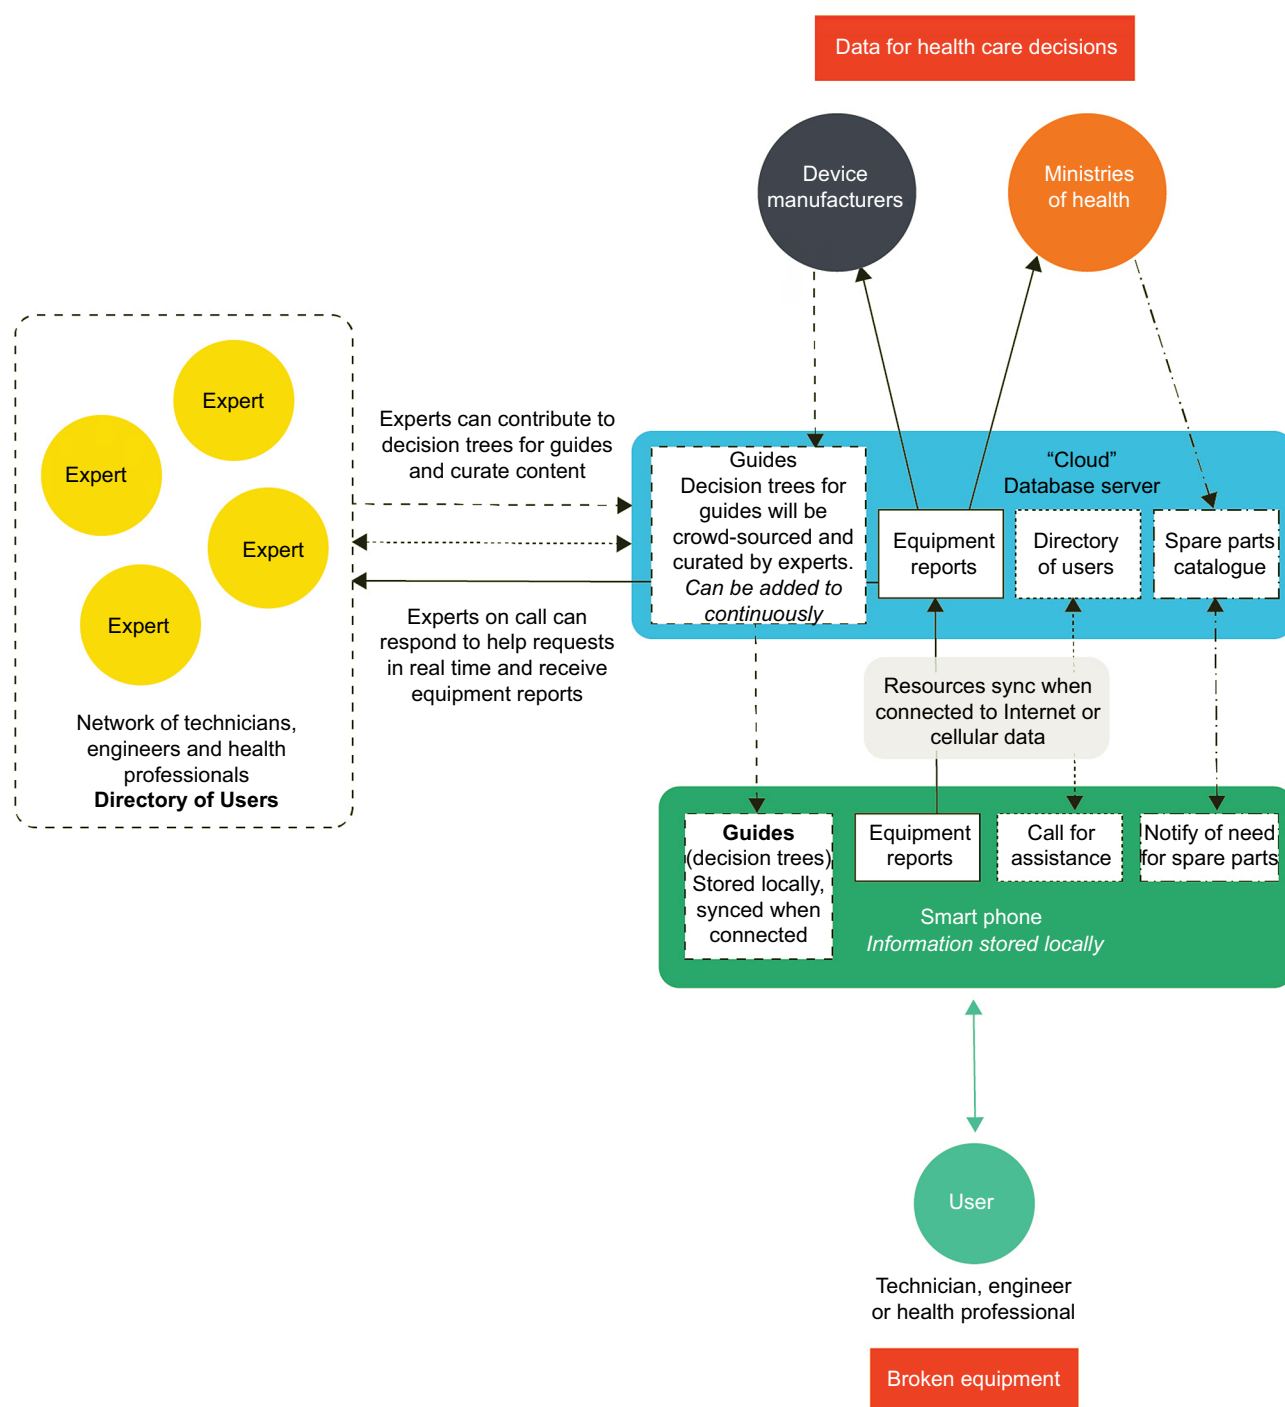 Data for health care decisions
Device
manufacturers
Ministries
of health
Expert
Expert
Expert
Expert
Network of technicians,
engineers and health
professionals
Directory of Users
Experts can contribute to
decision trees for guides
and curate content
Experts on call can
respond to help requests
in real time and receive
equipment reports
Guides
Decision trees for
guides will be
crowd-sourced and
curated by experts.
Can be added to
continuously
“Cloud”
Database server
Equipment
reports
Directory
of users
Spare parts
catalogue
Resources sync when
connected to Internet or
cellular data
Guides
(decision trees)
Stored locally,
synced when
connected
Equipment
reports
Call for
assistance
Notify of need
for spare parts
Smart phone
Information stored locally
User
Technician, engineer
or health professional
Broken equipment